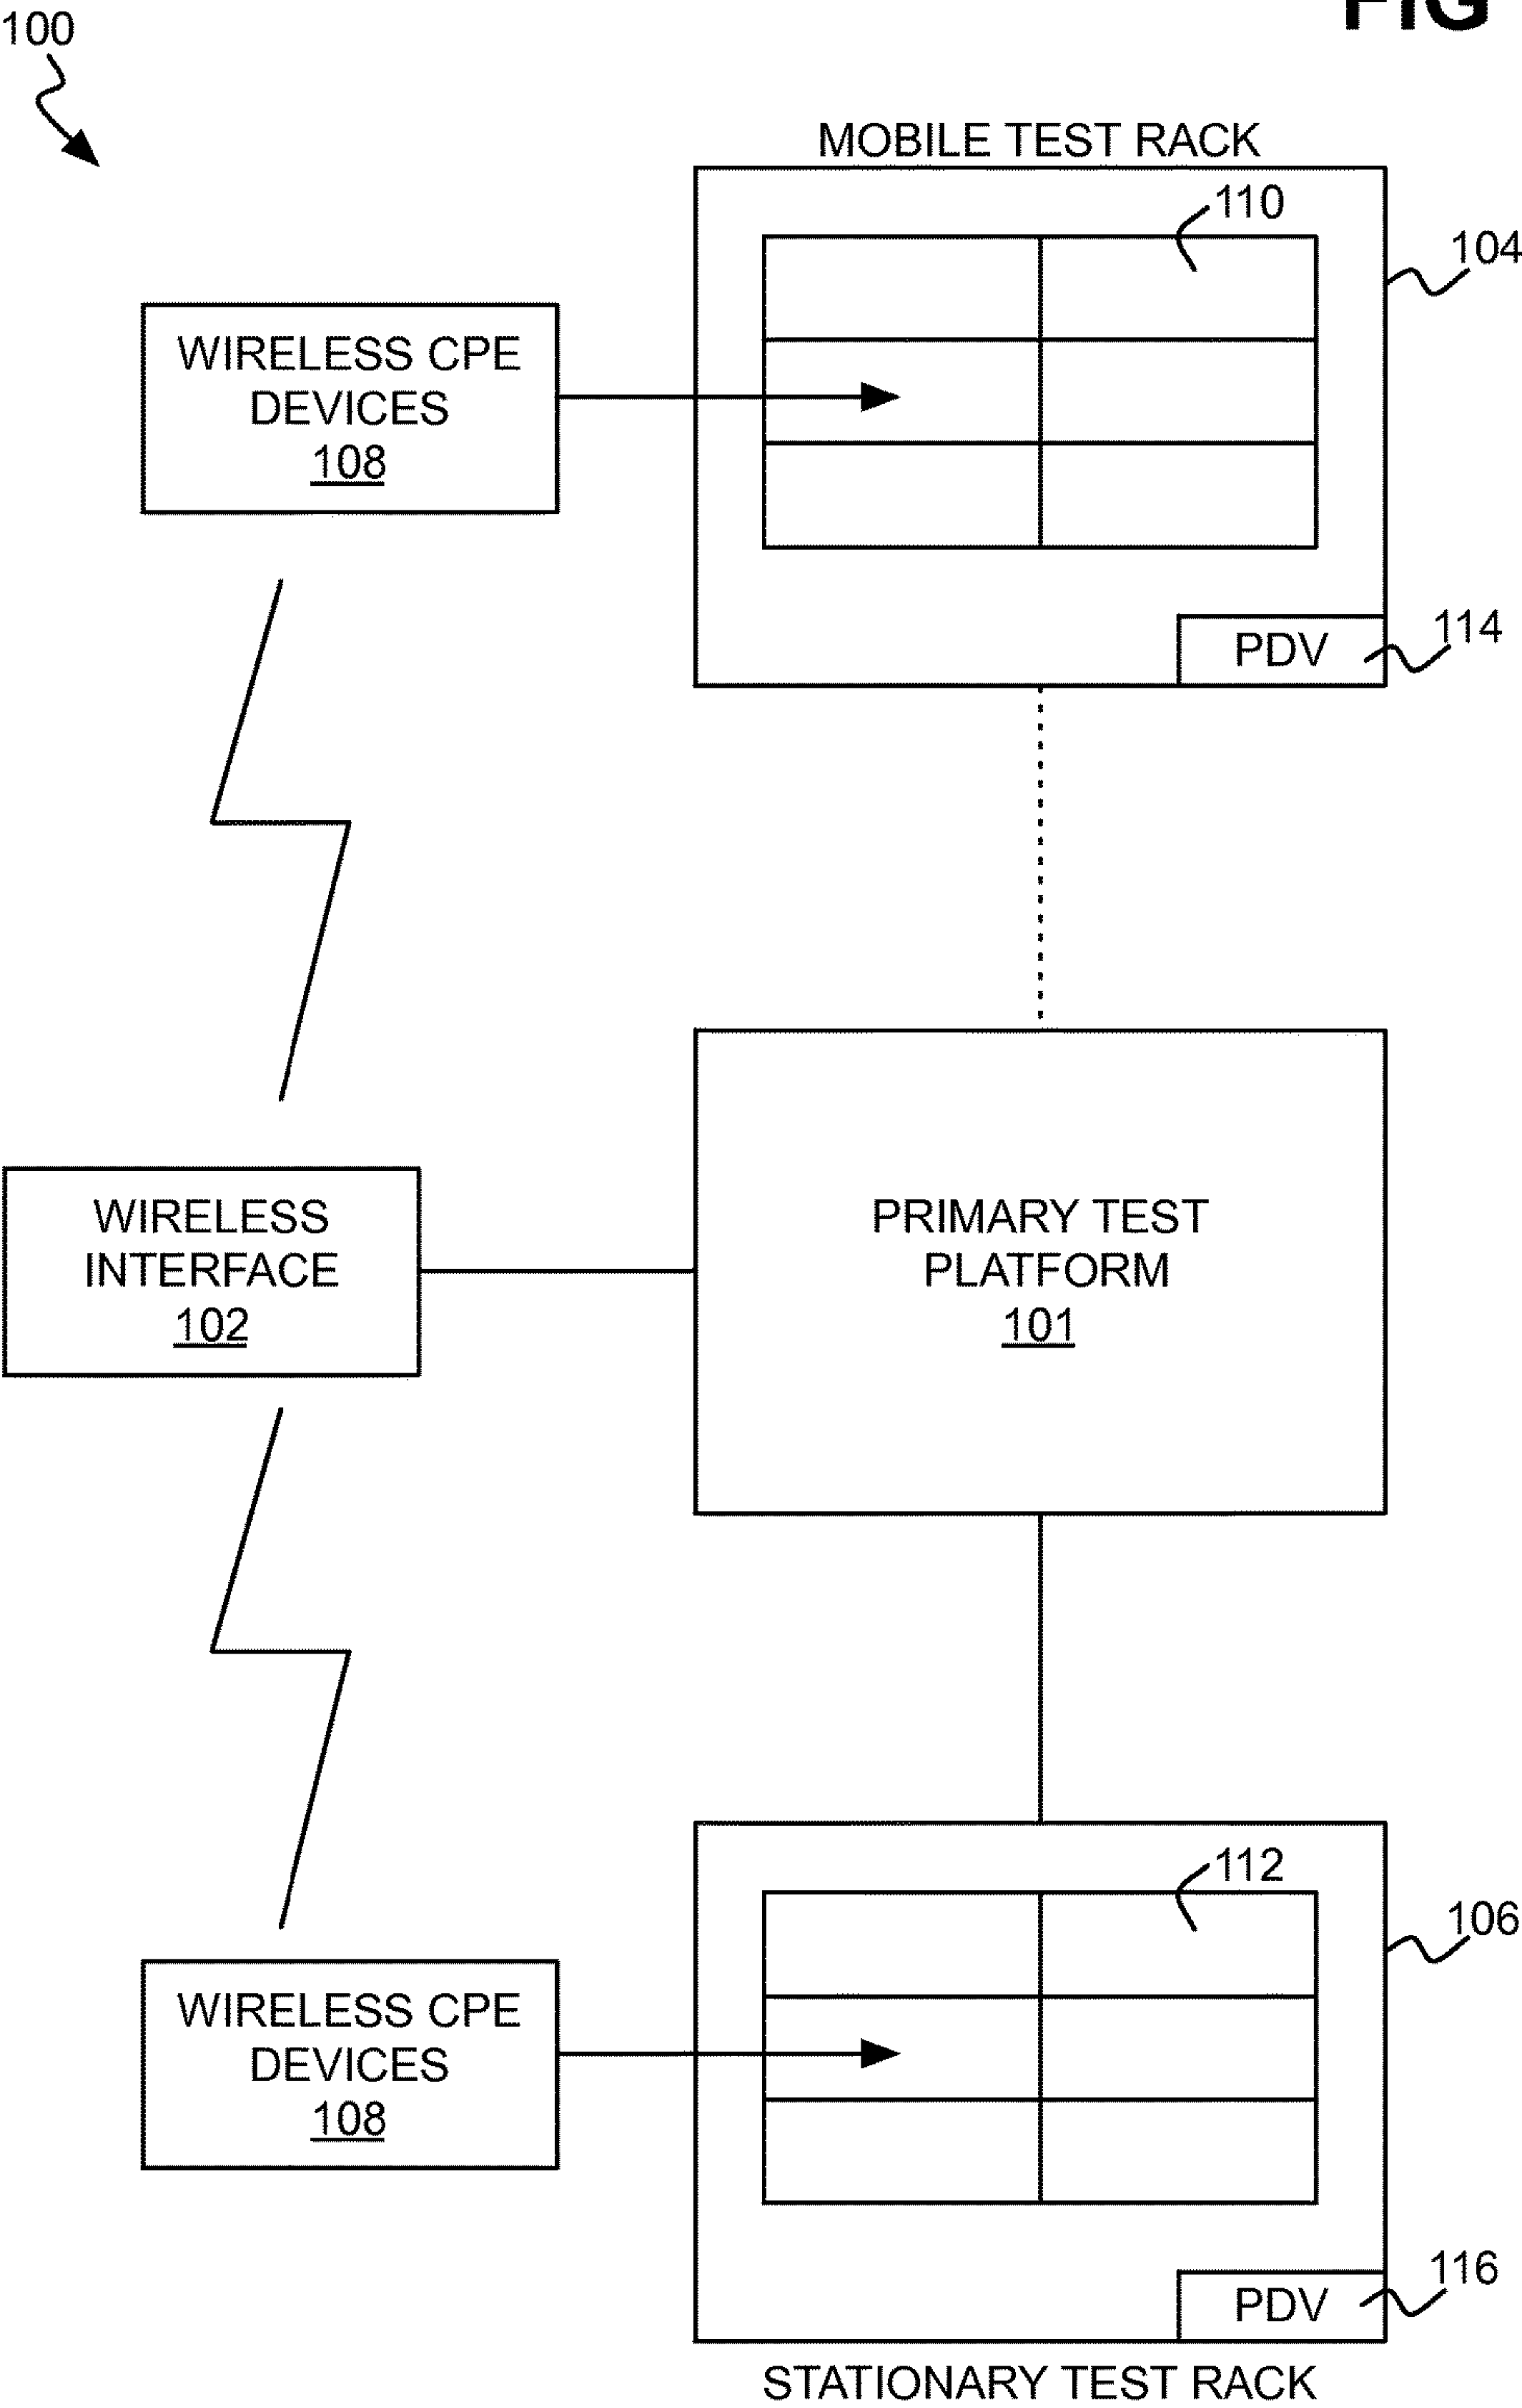 FIG
100
MOBILE TEST RACK
110
104
WIRELESS CPE
DEVICES
108
PDV
114
WIRELESS
INTERFACE
102
PRIMARY TEST
PLATFORM
101
112
106
WIRELESS CPE
DEVICES
108
PDV
116
STATIONARY TEST RACK